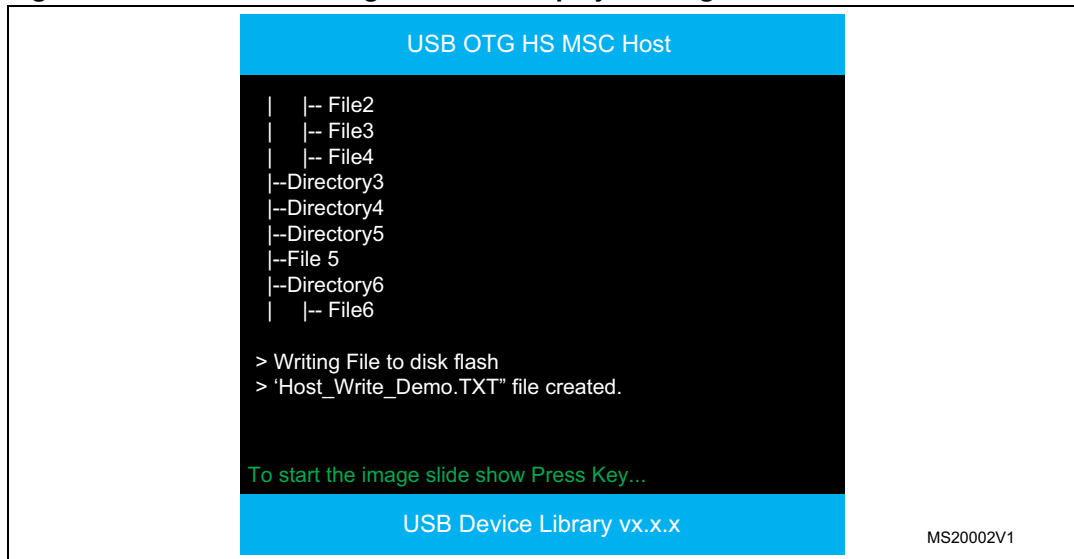 USB OTG HS MSC Host
|   |-- File2
|   |-- File3
|   |-- File4
|--Directory3
|--Directory4
|--Directory5
|--File 5
|--Directory6
|   |-- File6
> Writing File to disk flash
> ‘Host_Write_Demo.TXT” file created.
To start the image slide show Press Key...
USB Device Library vx.x.x
MS20002V1